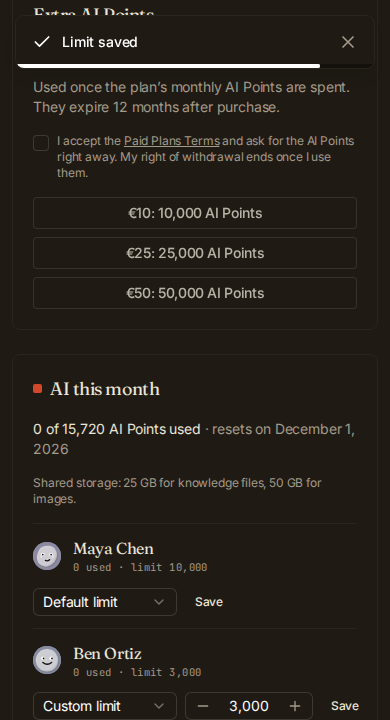 Extra AI Points
Limit saved
Used once the plan's monthly AI Points are spent.
They expire 12 months after purchase.
I accept the Paid Plans Terms and ask for the AI Points
right away. My right of withdrawal ends once I use
them.
€10: 10,000 AI Points
€25: 25,000 AI Points
€50: 50,000 AI Points
AI this month
0 of 15,720 AI Points used · resets on December 1,
2026
Shared storage: 25 GB for knowledge files, 50 GB for
images.
Maya Chen
0 used · limit 10,000
Default limit
Save
Ben Ortiz
0 used · limit 3,000
Custom limit
− 3,000 +
Save